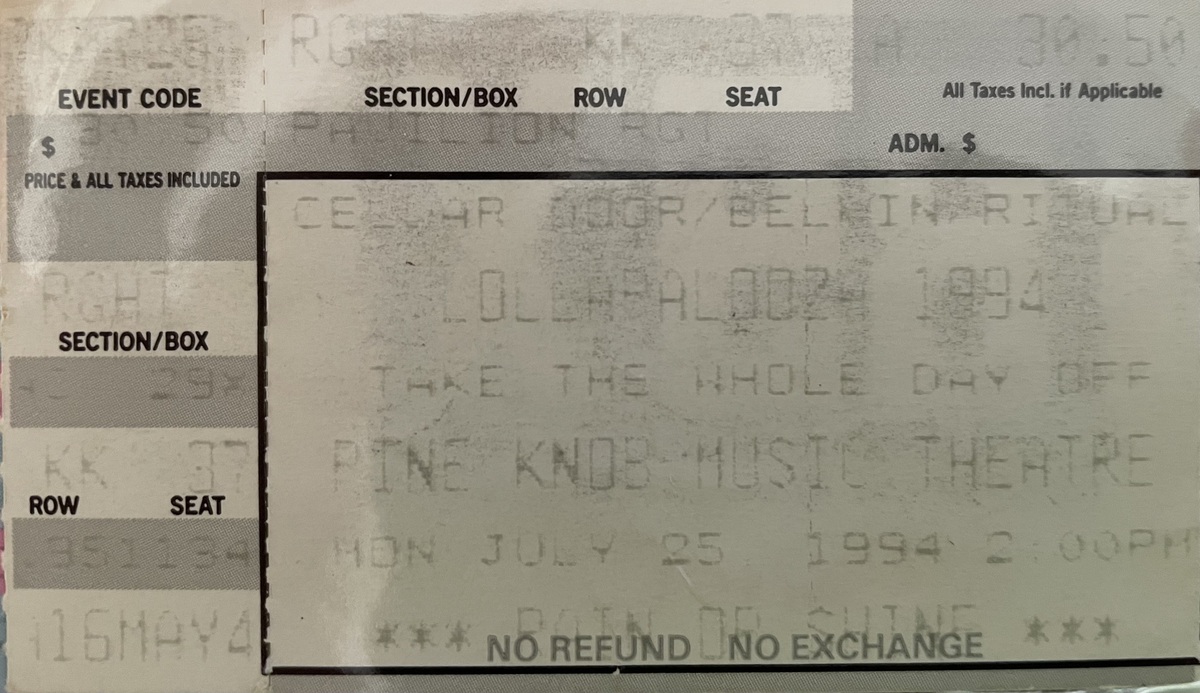 RGHT KK 37 A 30.50
EVENT CODE SECTION/BOX ROW SEAT All Taxes Incl. if Applicable
$ 30.50 PAVILION RGT ADM. $
PRICE & ALL TAXES INCLUDED
CELLAR DOOR/BELKIN RITUAL
RGHT LOLLAPALOOZA 1994
SECTION/BOX
29X TAKE THE WHOLE DAY OFF
KK 37 PINE KNOB MUSIC THEATRE
ROW SEAT
351134 MON JULY 25 1994 2:00PM
16MAY4 *** RAIN OR SHINE ***
NO REFUND NO EXCHANGE